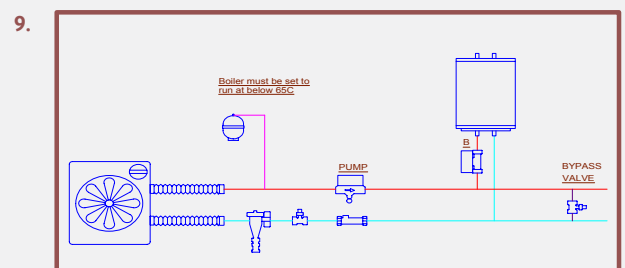 9.
Boiler must be set to
run at below 65C
B
PUMP
BYPASS
VALVE